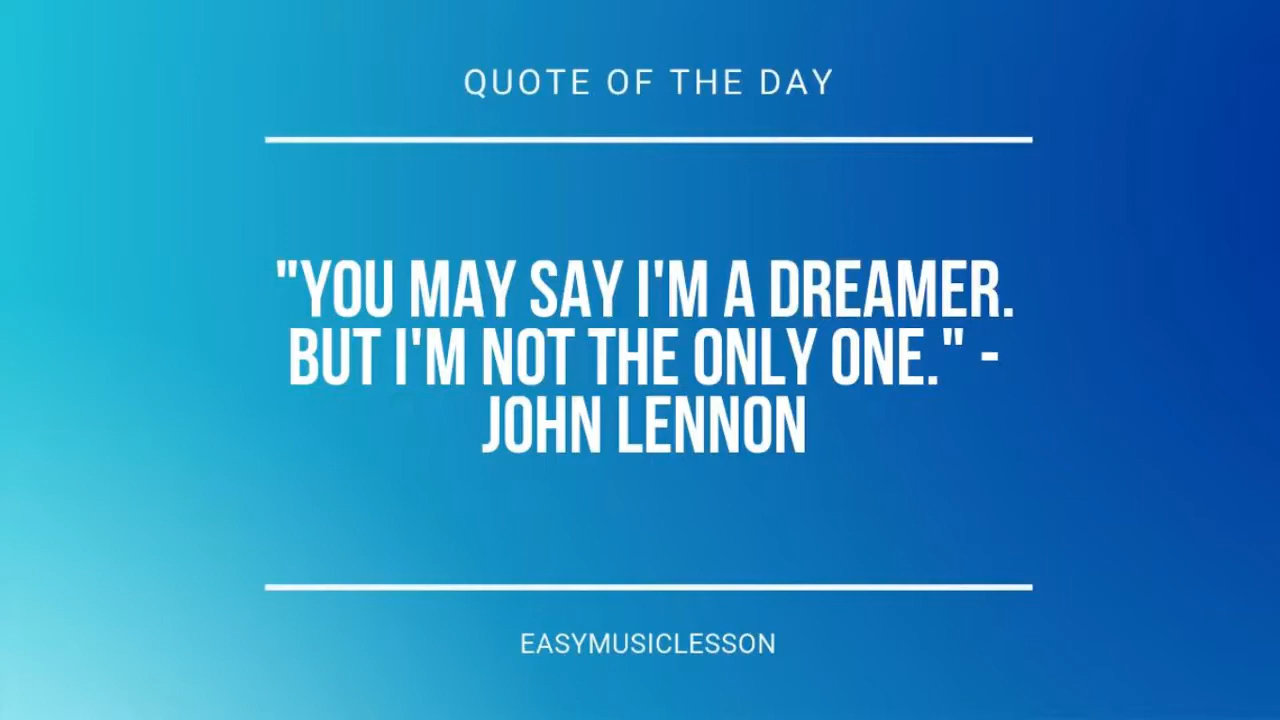 QUOTE OF THE DAY
"YOU MAY SAY I'M A DREAMER.
BUT I'M NOT THE ONLY ONE." -
JOHN LENNON
EASYMUSICLESSON